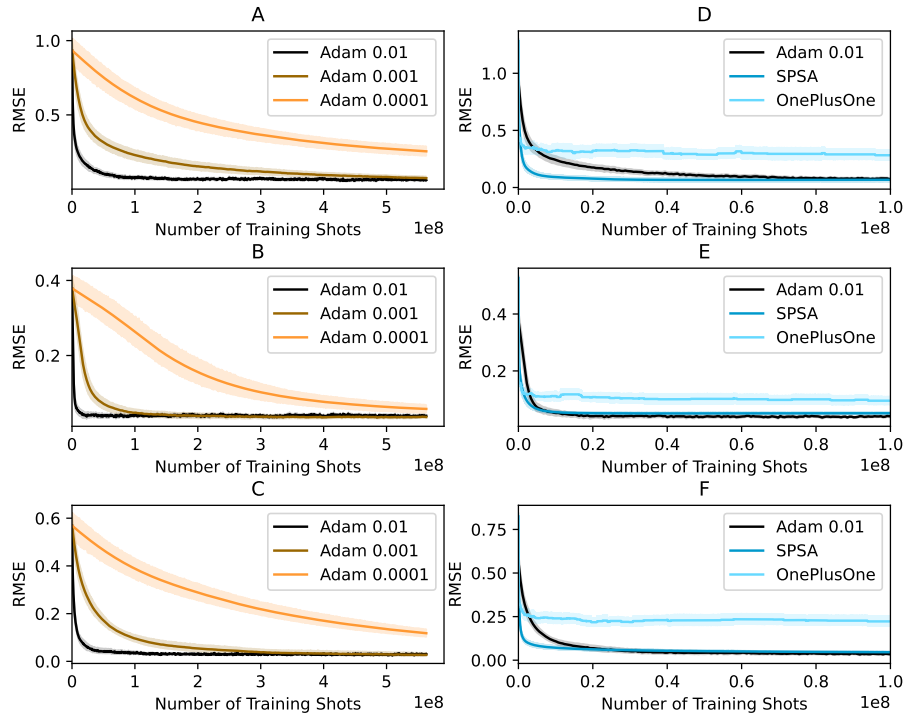 A
RMSE
1.0
0.5
Adam 0.01
Adam 0.001
Adam 0.0001
0 1 2 3 4 5
Number of Training Shots 1e8
D
RMSE
1.0
0.5
0.0
Adam 0.01
SPSA
OnePlusOne
0.0 0.2 0.4 0.6 0.8 1.0
Number of Training Shots 1e8
B
RMSE
0.4
0.2
Adam 0.01
Adam 0.001
Adam 0.0001
0 1 2 3 4 5
Number of Training Shots 1e8
E
RMSE
0.4
0.2
Adam 0.01
SPSA
OnePlusOne
0.0 0.2 0.4 0.6 0.8 1.0
Number of Training Shots 1e8
C
RMSE
0.6
0.4
0.2
0.0
Adam 0.01
Adam 0.001
Adam 0.0001
0 1 2 3 4 5
Number of Training Shots 1e8
F
RMSE
0.75
0.50
0.25
0.00
Adam 0.01
SPSA
OnePlusOne
0.0 0.2 0.4 0.6 0.8 1.0
Number of Training Shots 1e8